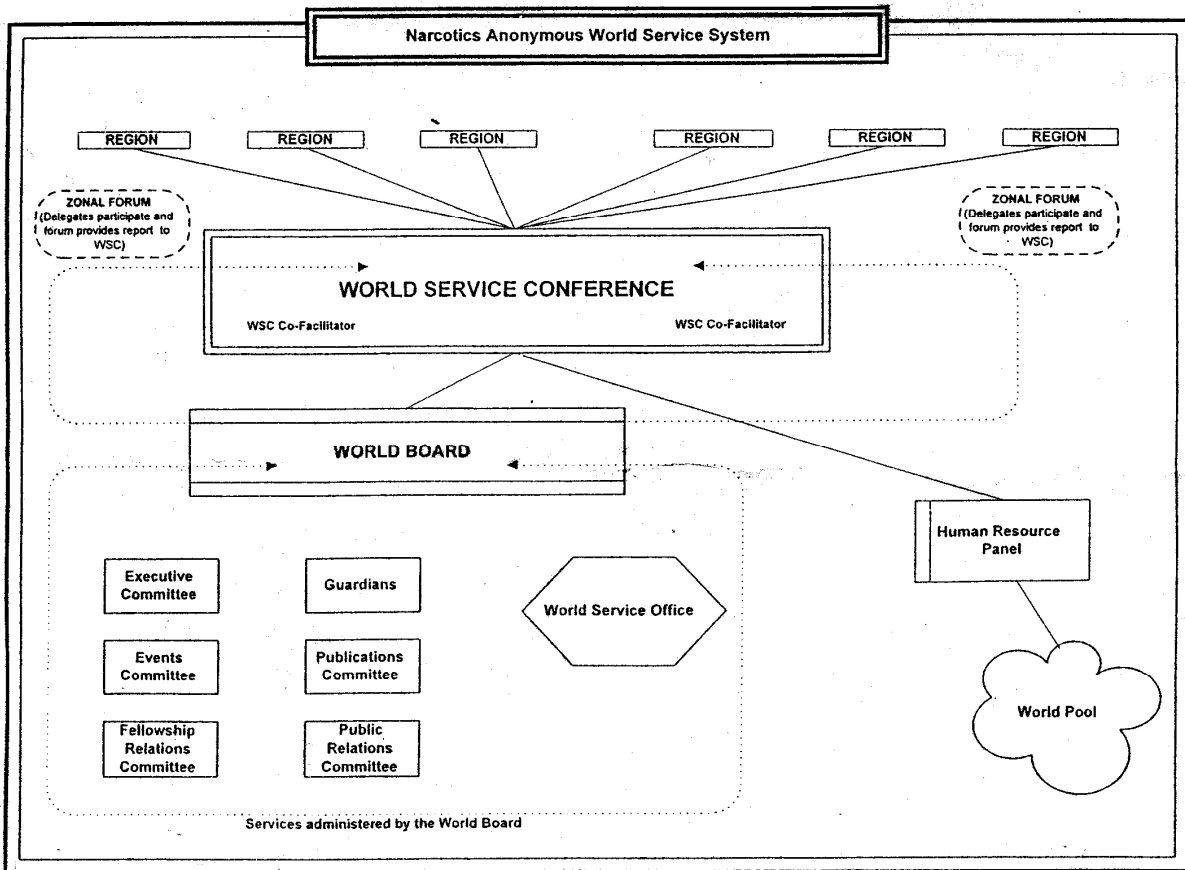 Narcotics Anonymous World Service System
REGION
REGION
REGION
REGION
REGION
REGION
ZONAL FORUM
(Delegates participate and
forum provides report to
WSC)
ZONAL FORUM
(Delegates participate and
forum provides report to
WSC)
WORLD SERVICE CONFERENCE
WSC Co-Facilitator
WSC Co-Facilitator
WORLD BOARD
Human Resource
Panel
Executive
Committee
Guardians
World Service Office
Events
Committee
Publications
Committee
World Pool
Fellowship
Relations
Committee
Public
Relations
Committee
Services administered by the World Board